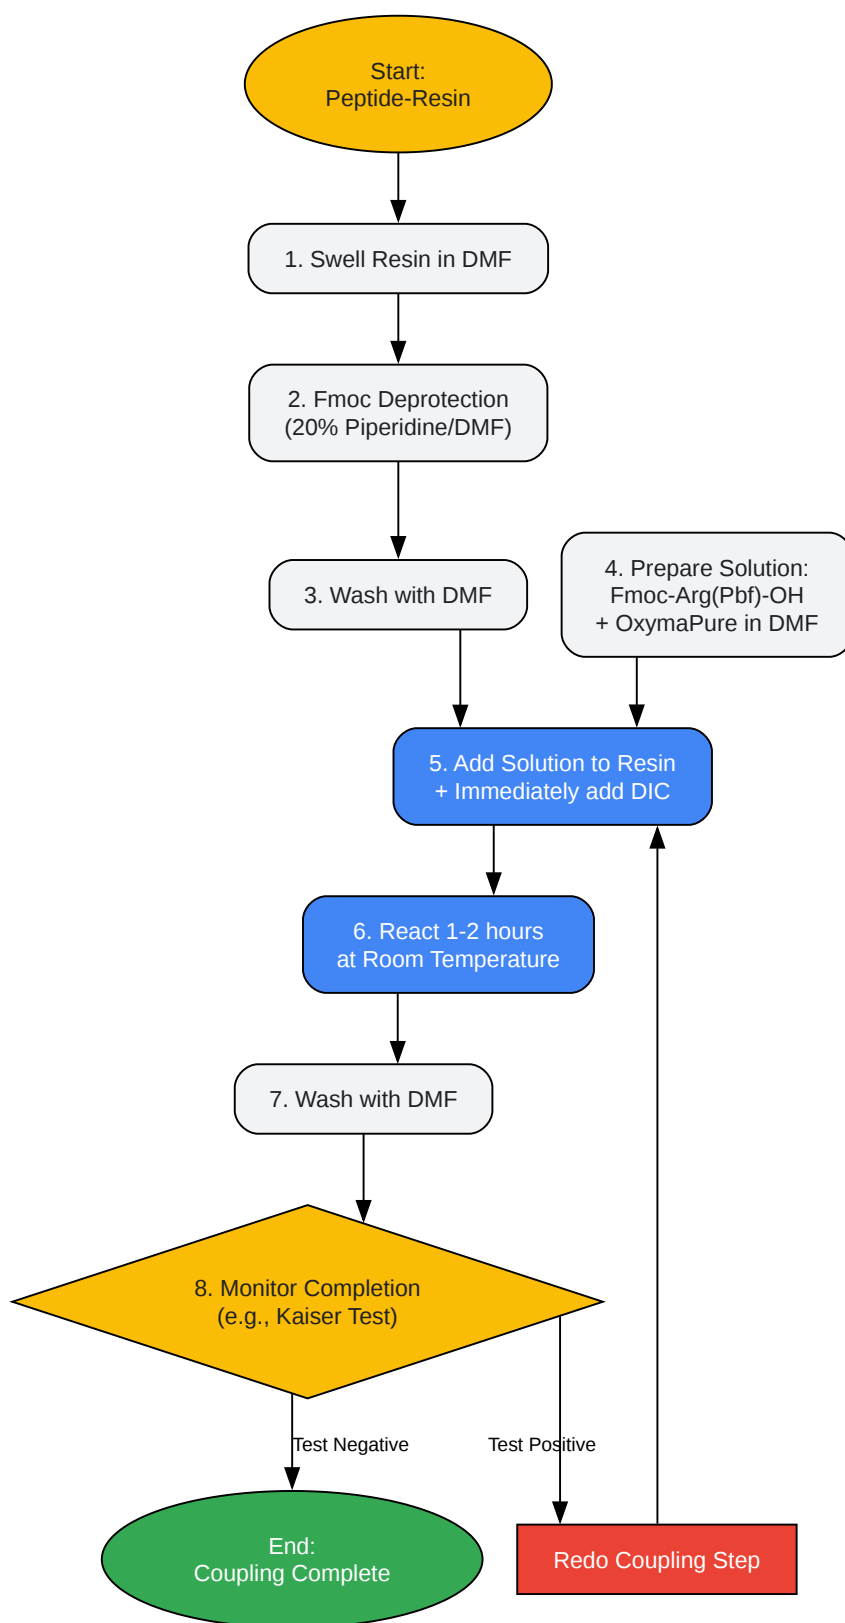 Start:
Peptide-Resin
1. Swell Resin in DMF
2. Fmoc Deprotection
(20% Piperidine/DMF)
3. Wash with DMF
4. Prepare Solution:
Fmoc-Arg(Pbf)-OH
+ OxymaPure in DMF
5. Add Solution to Resin
+ Immediately add DIC
6. React 1-2 hours
at Room Temperature
7. Wash with DMF
8. Monitor Completion
(e.g., Kaiser Test)
Test Negative
Test Positive
End:
Coupling Complete
Redo Coupling Step